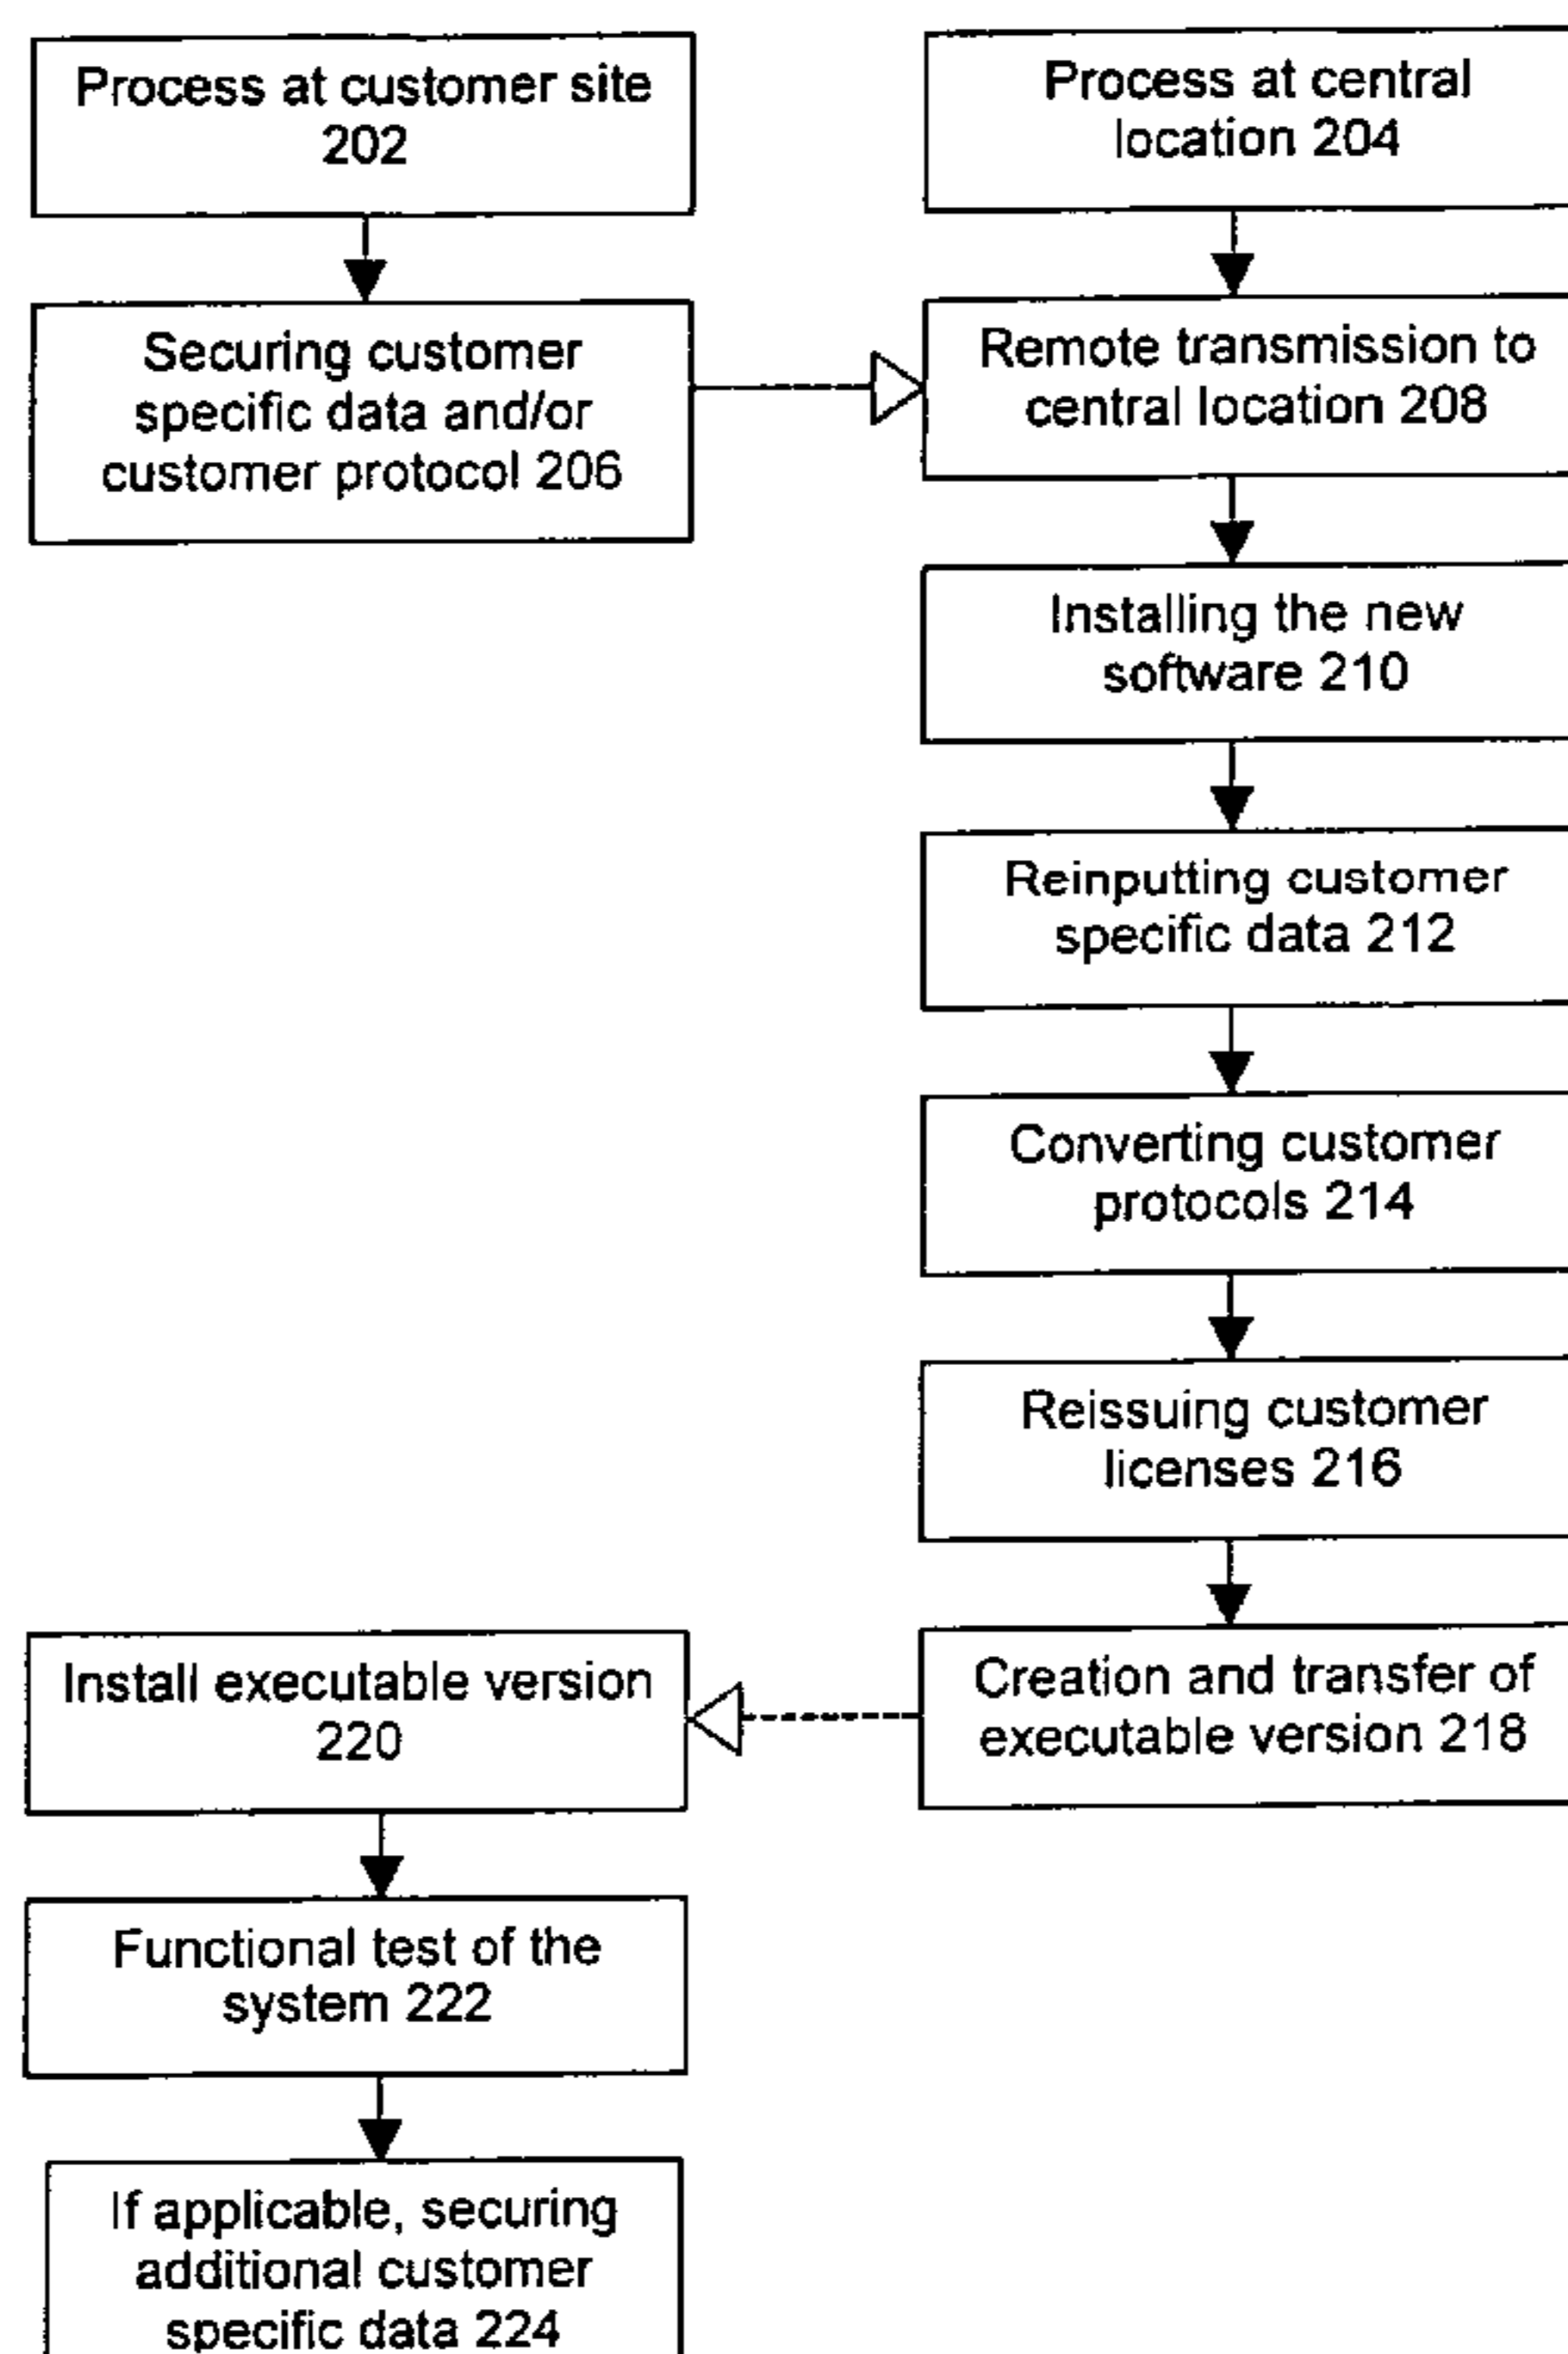 Process at customer site
202
Process at central
location 204
Securing customer
specific data and/or
customer protocol 206
Remote transmission to
central location 208
Installing the new
software 210
Reinputting customer
specific data 212
Converting customer
protocols 214
Reissuing customer
licenses 216
Creation and transfer of
executable version 218
Install executable version
220
Functional test of the
system 222
If applicable, securing
additional customer
specific data 224